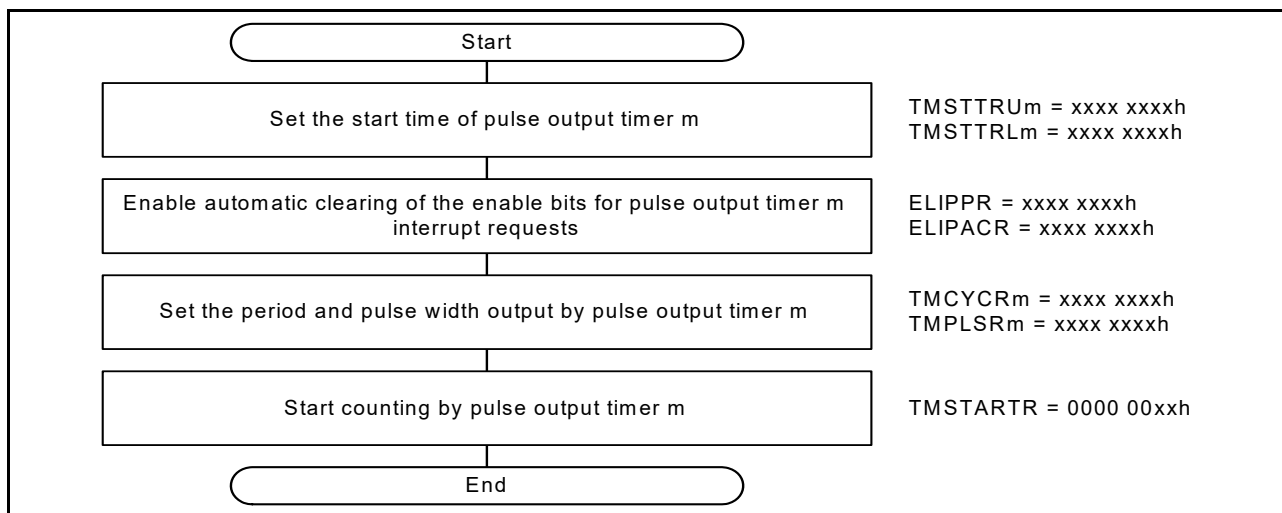 Start
Set the start time of pulse output timer m
TMSTTRUm = xxxx xxxxh
TMSTTRLm = xxxx xxxxh
Enable automatic clearing of the enable bits for pulse output timer m
interrupt requests
ELIPPR = xxxx xxxxh
ELIPACR = xxxx xxxxh
Set the period and pulse width output by pulse output timer m
TMCYCRm = xxxx xxxxh
TMPLSRm = xxxx xxxxh
Start counting by pulse output timer m
TMSTARTR = 0000 00xxh
End